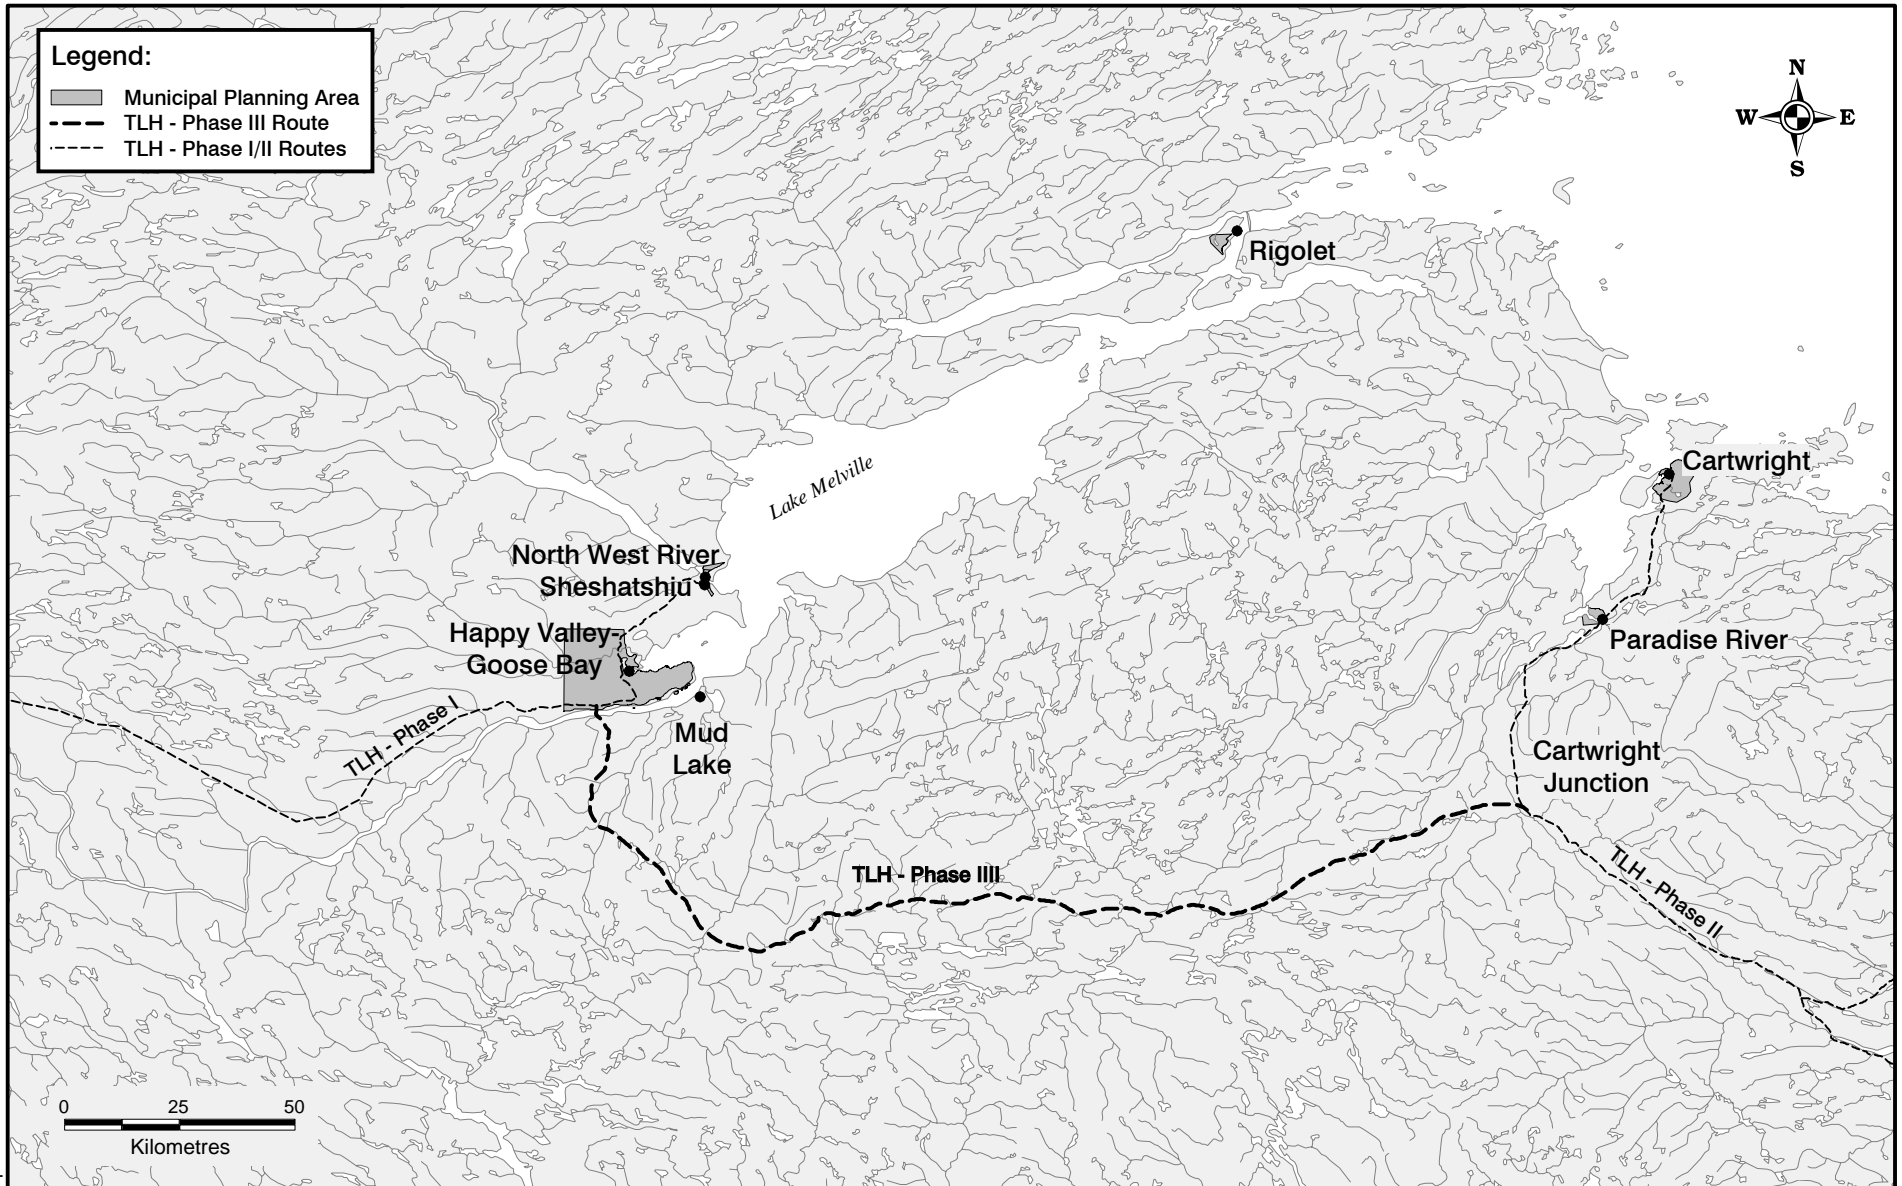 Legend:
Municipal Planning Area
TLH - Phase III Route
TLH - Phase I/II Routes
N
W E
S
Rigolet
Cartwright
Lake Melville
North West River
Sheshatshiu
Happy Valley-
Goose Bay
Paradise River
Mud
Lake
TLH - Phase I
Cartwright
Junction
TLH - Phase IIII
TLH - Phase II
0 25 50
Kilometres